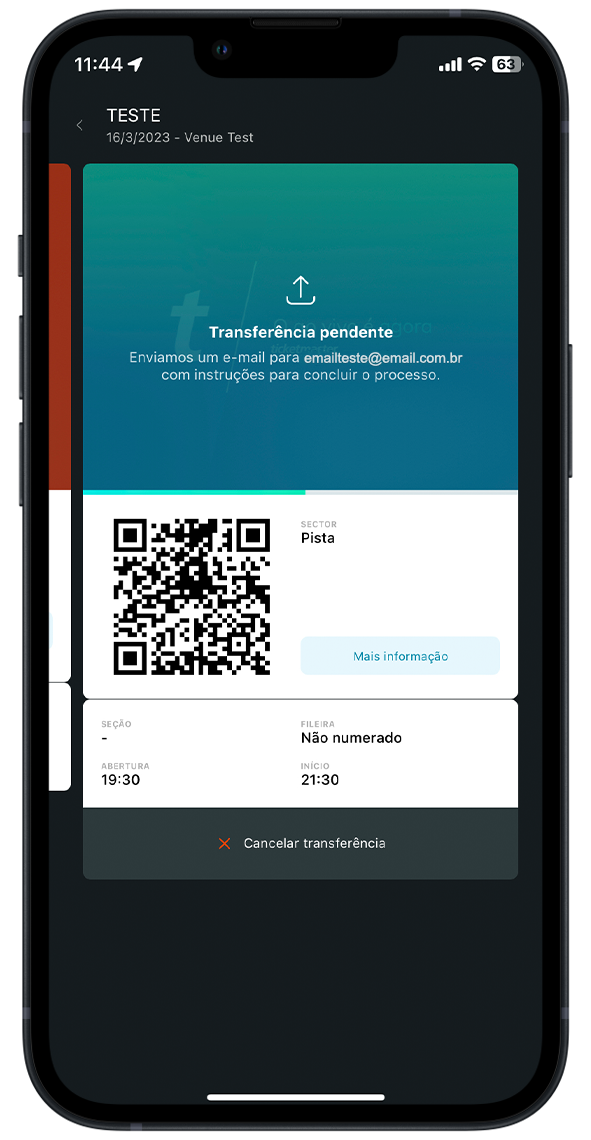 11:44
63
TESTE
16/3/2023 - Venue Test
Transferência pendente
Enviamos um e-mail para emailteste@email.com.br
com instruções para concluir o processo.
SECTOR
Pista
Mais informação
SEÇÃO
-
FILEIRA
Não numerado
ABERTURA
19:30
INÍCIO
21:30
Cancelar transferência